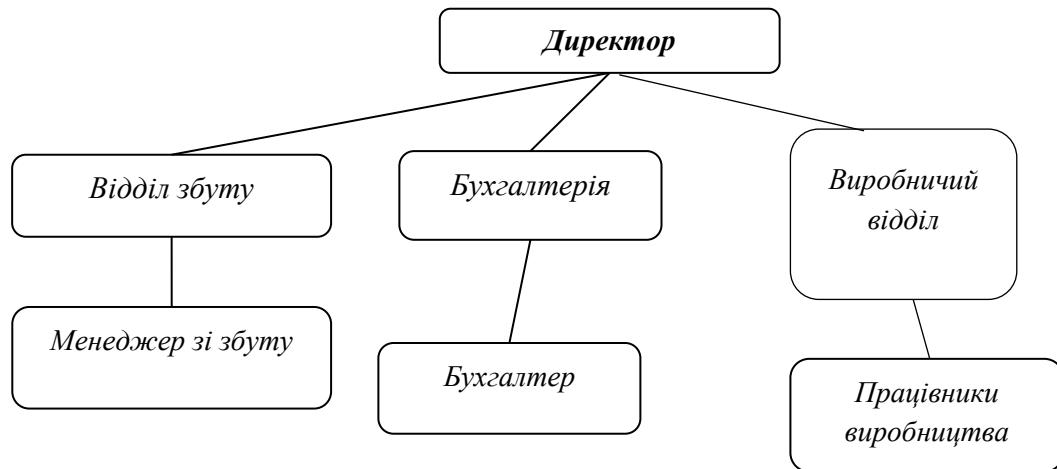 Директор
Відділ збуту
Бухгалтерія
Виробничий
відділ
Менеджер зі збуту
Бухгалтер
Працівники
виробництва